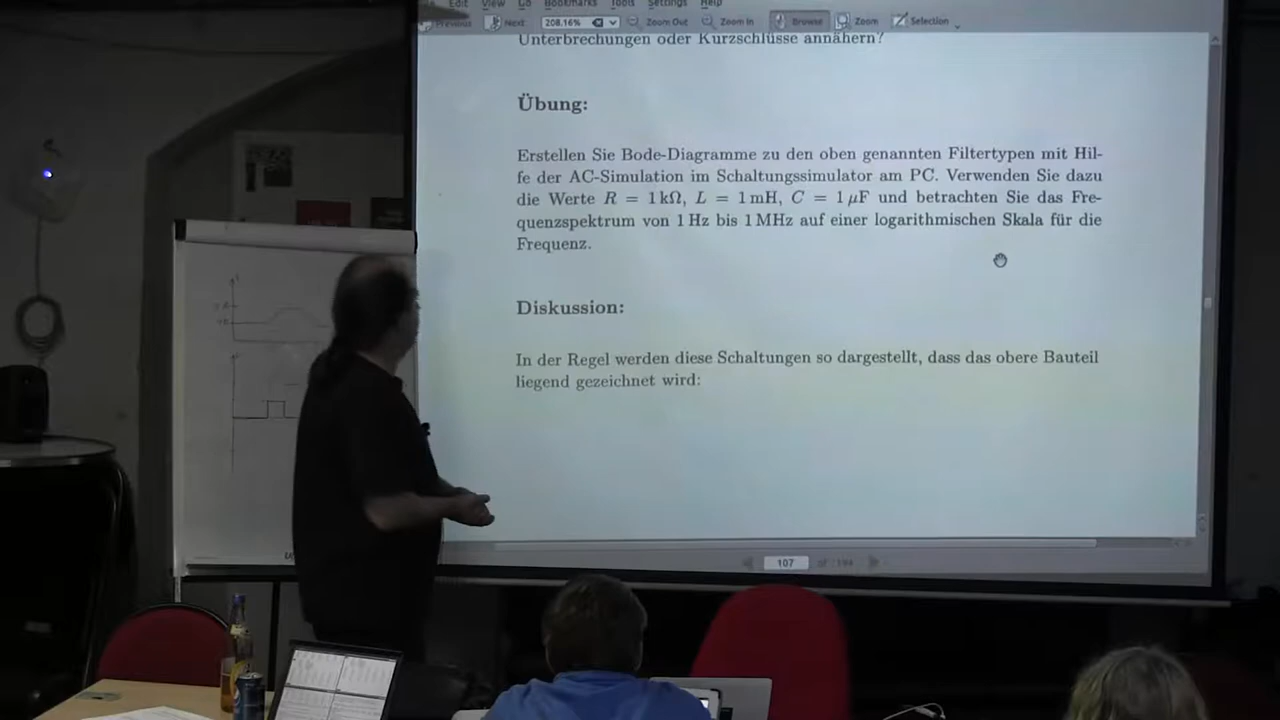 Edit View Go Bookmarks Tools Settings Help
Previous Next 208.16% Zoom Out Zoom In Browse Zoom Selection
Unterbrechungen oder Kurzschlüsse annähern?
Übung:
Erstellen Sie Bode-Diagramme zu den oben genannten Filtertypen mit Hil-
fe der AC-Simulation im Schaltungssimulator am PC. Verwenden Sie dazu
die Werte R = 1 kΩ, L = 1 mH, C = 1 μF und betrachten Sie das Fre-
quenzspektrum von 1 Hz bis 1 MHz auf einer logarithmischen Skala für die
Frequenz.
Diskussion:
In der Regel werden diese Schaltungen so dargestellt, dass das obere Bauteil
liegend gezeichnet wird:
107 of 194